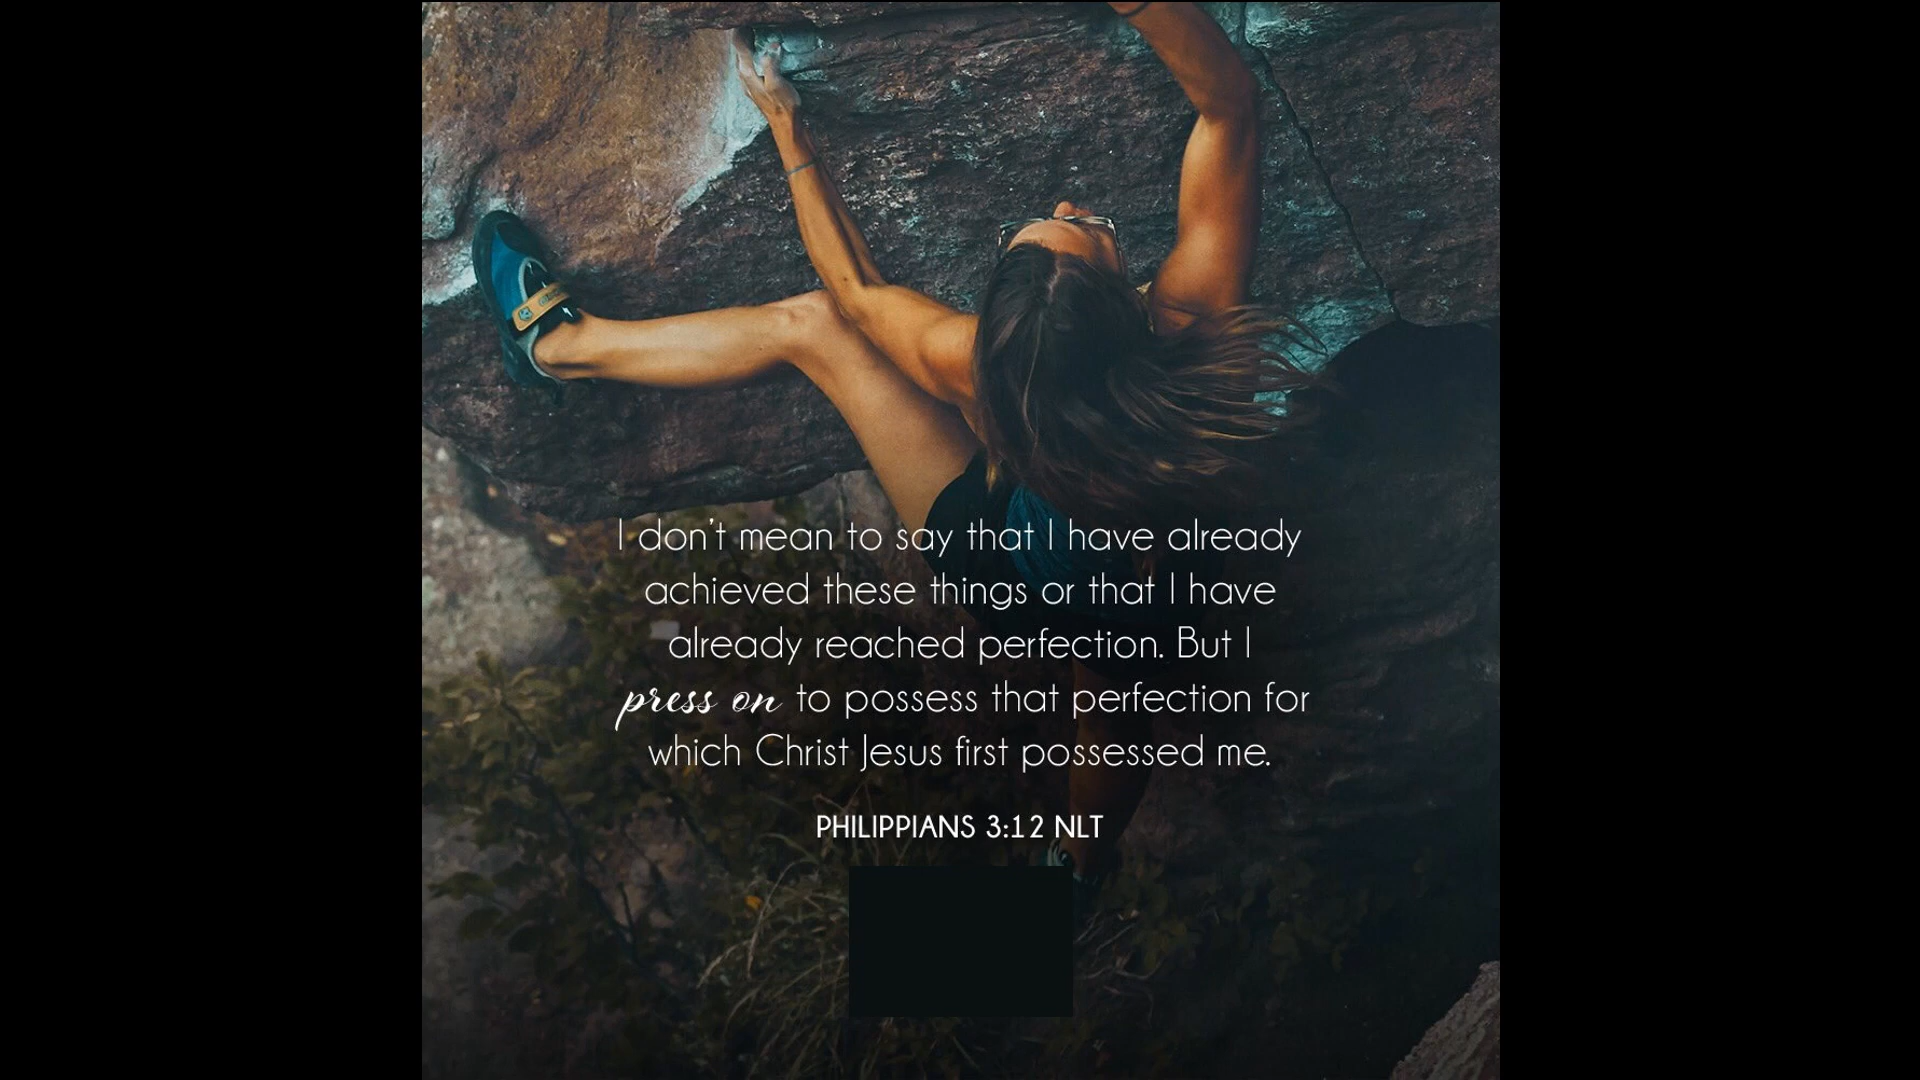 I don’t mean to say that I have already
achieved these things or that I have
already reached perfection. But I
press on to possess that perfection for
which Christ Jesus first possessed me.
PHILIPPIANS 3:12 NLT